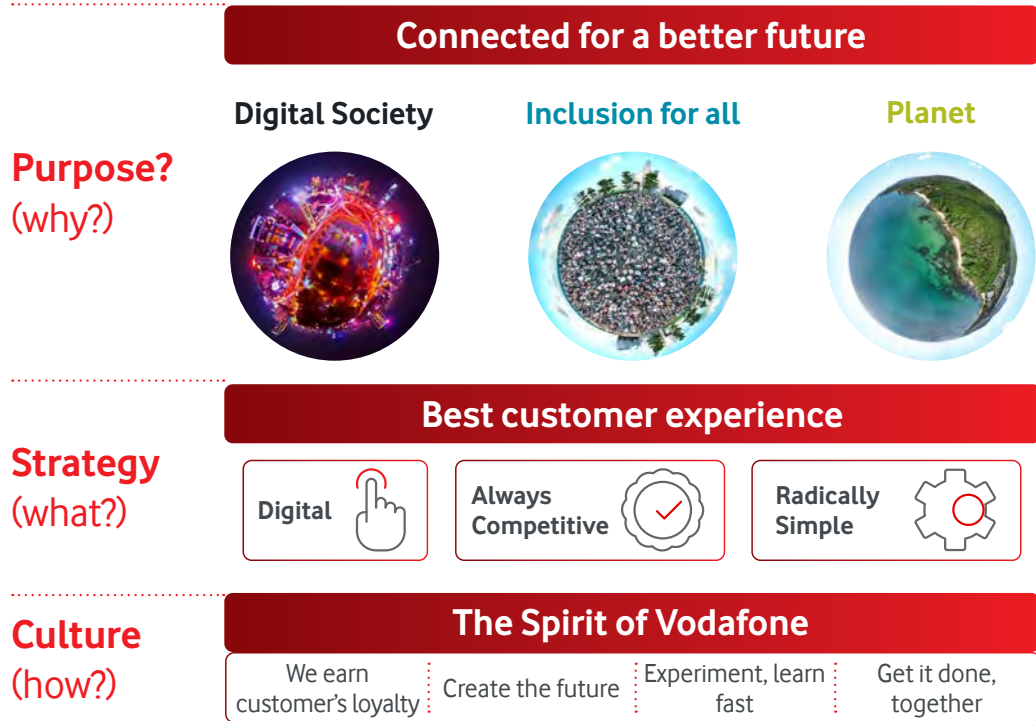 Connected for a better future
Digital Society
Inclusion for all
Planet
Purpose?
(why?)
Best customer experience
Strategy
(what?)
Digital
Always
Competitive
Radically
Simple
Culture
(how?)
The Spirit of Vodafone
We earn
customer's loyalty
Create the future
Experiment, learn
fast
Get it done,
together